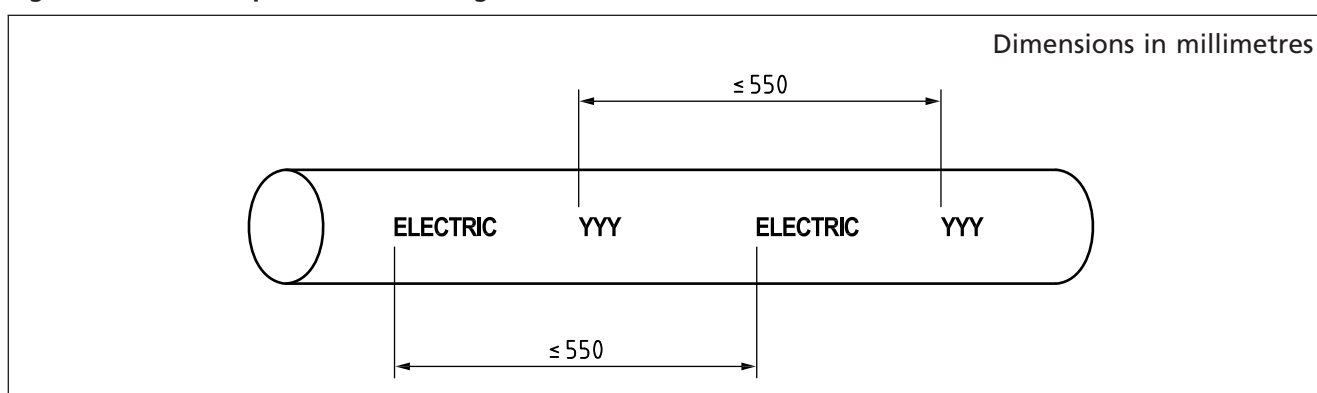 Dimensions in millimetres
≤ 550
ELECTRIC YYY ELECTRIC YYY
≤ 550